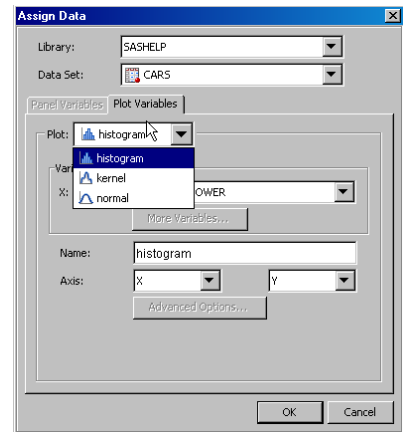 Assign Data
Library: SASHELP
Data Set: CARS
Panel Variables Plot Variables
Plot: histogram
histogram
Vari
kernel
X: OWER
normal
More Variables...
Name: histogram
Axis: X Y
Advanced Options...
OK Cancel